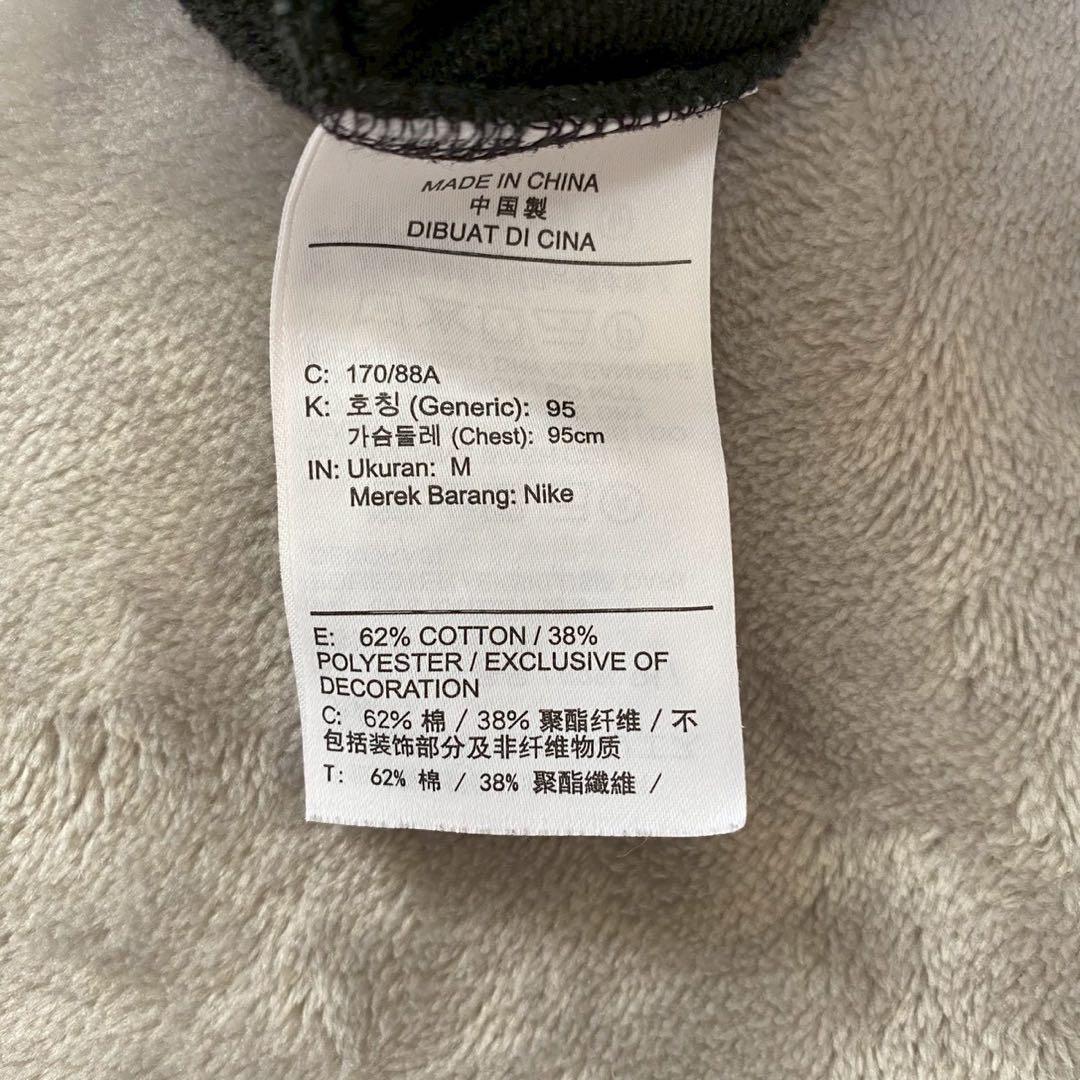 MADE IN CHINA
中国製
DIBUAT DI CINA
C: 170/88A
K: 호칭 (Generic): 95
가슴둘레 (Chest): 95cm
IN: Ukuran: M
Merek Barang: Nike
E: 62% COTTON / 38%
POLYESTER / EXCLUSIVE OF
DECORATION
C: 62% 棉 / 38% 聚酯纤维 / 不
包括装饰部分及非纤维物质
T: 62% 棉 / 38% 聚酯纖維 /